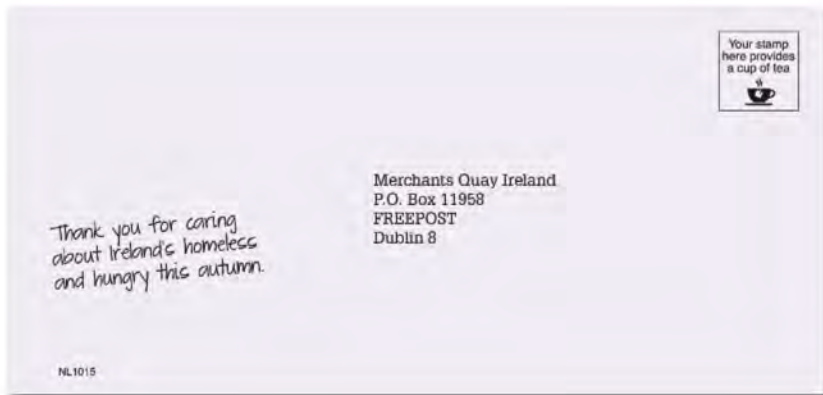 Your stamp
here provides
a cup of tea
Merchants Quay Ireland
P.O. Box 11958
FREEPOST
Dublin 8
Thank you for caring
about Ireland's homeless
and hungry this autumn.
NL1015